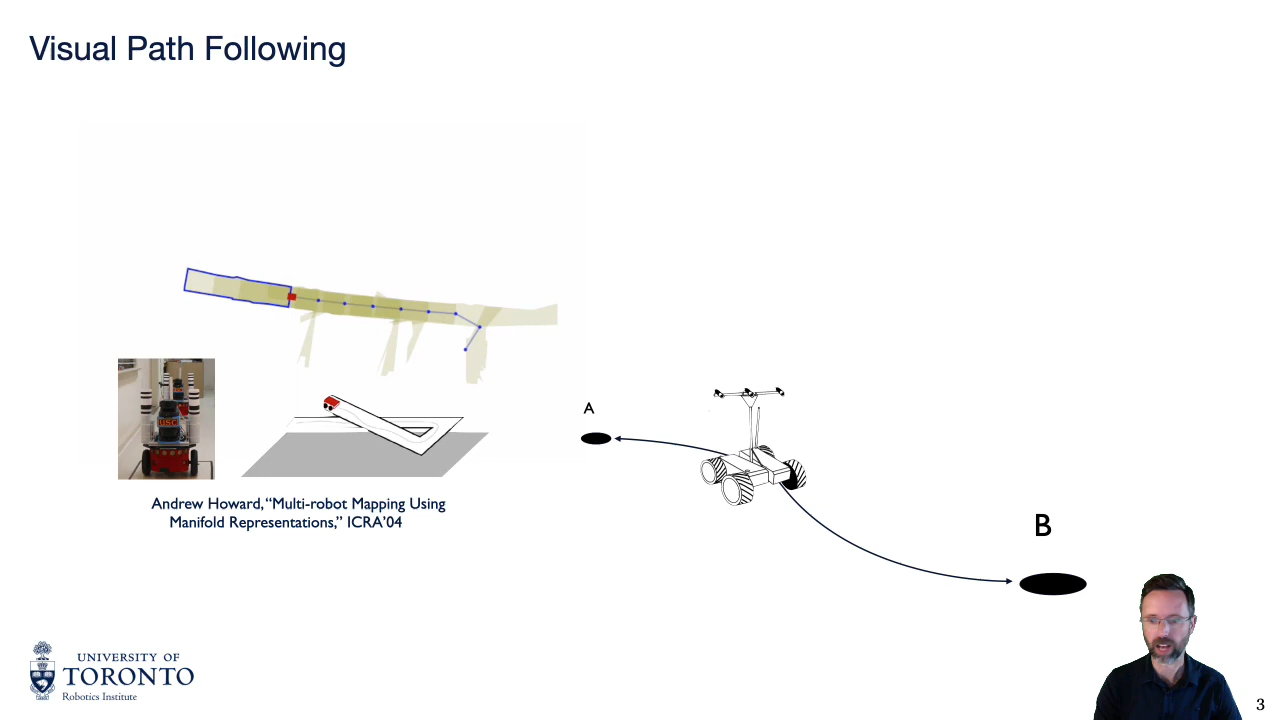 Visual Path Following
A
Andrew Howard, “Multi-robot Mapping Using
Manifold Representations,” ICRA’04
B
UNIVERSITY OF
TORONTO
Robotics Institute
3